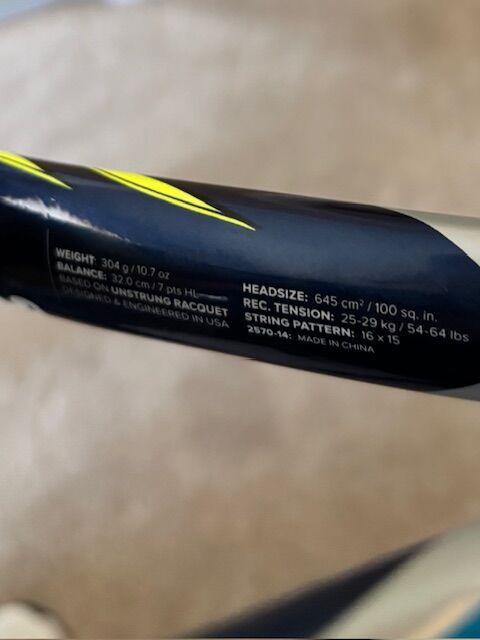 WEIGHT: 304 g / 10.7 oz
BALANCE: 32.0 cm / 7 pts HL
BASED ON UNSTRUNG RACQUET
DESIGNED & ENGINEERED IN USA
HEADSIZE: 645 cm² / 100 sq. in.
REC. TENSION: 25-29 kg / 54-64 lbs
STRING PATTERN: 16 x 15
2570-14: MADE IN CHINA